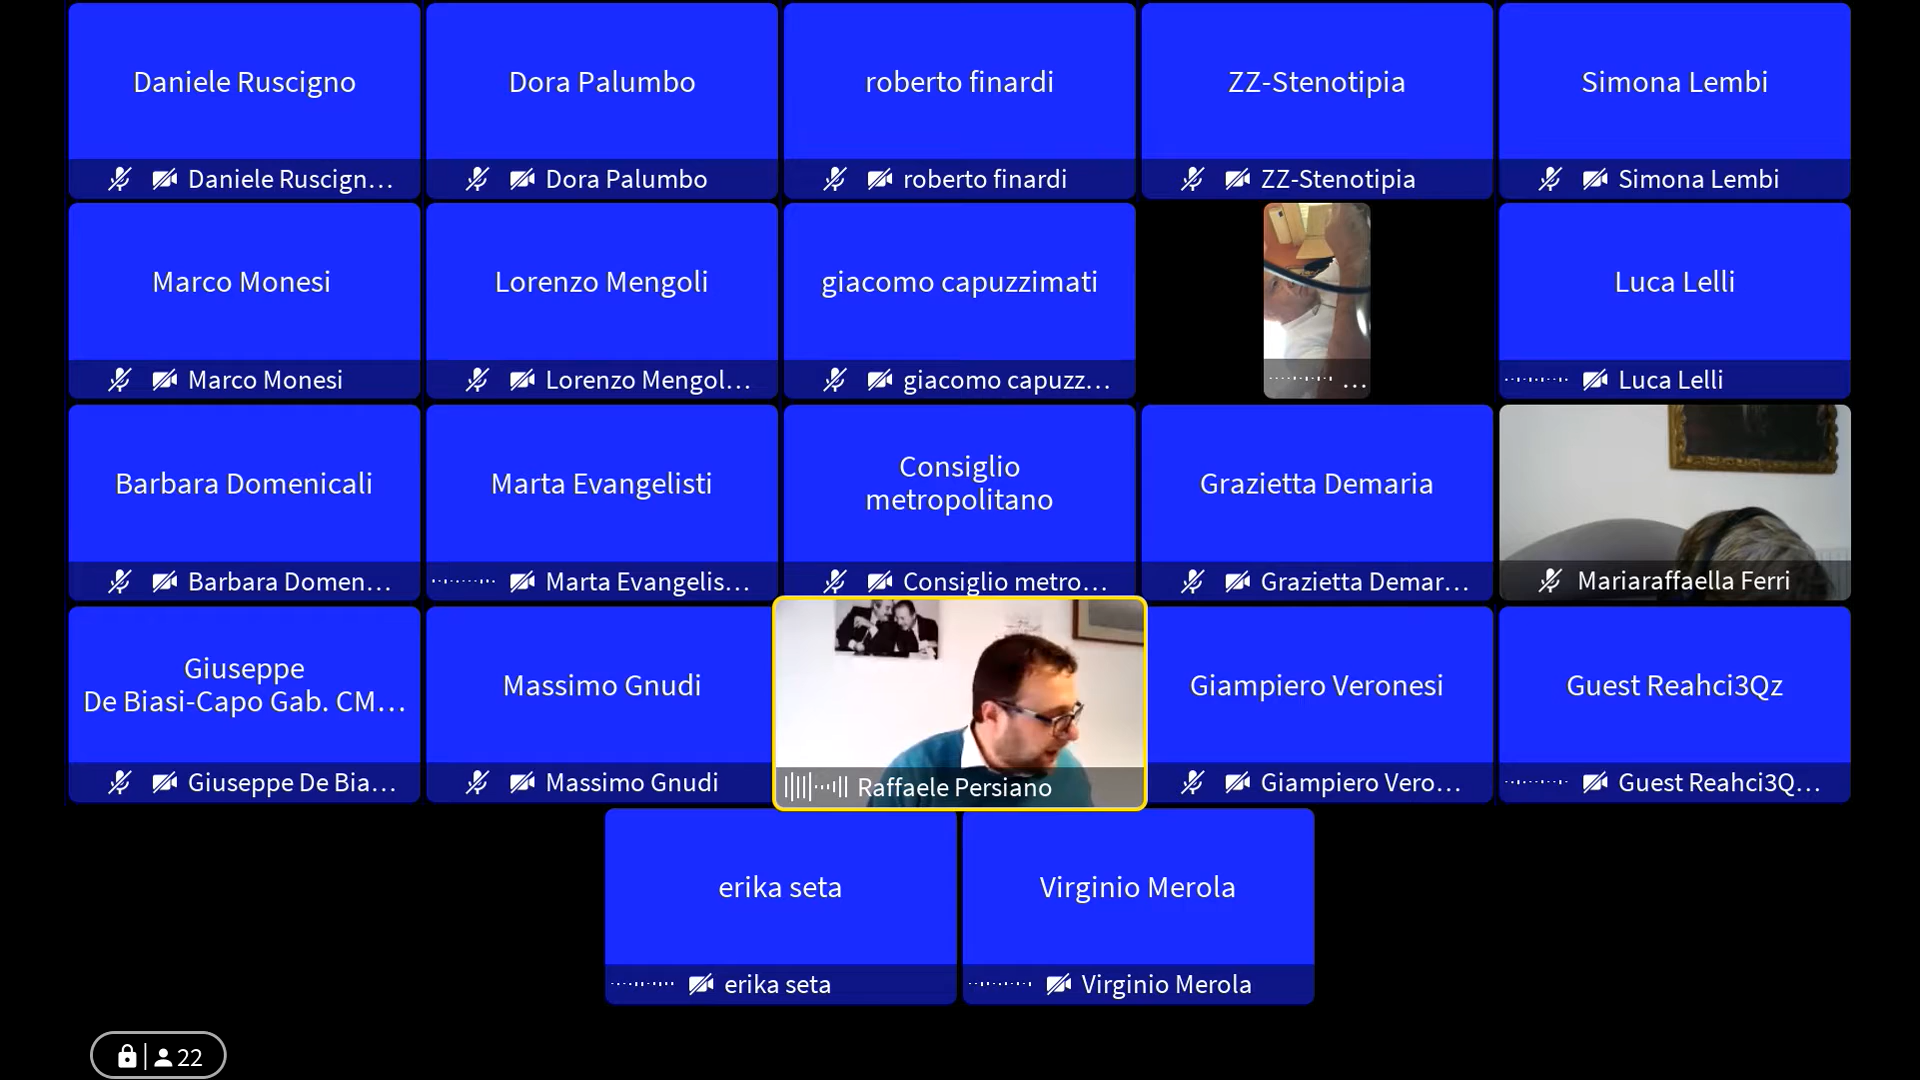 Daniele Ruscigno
Daniele Ruscign...
Dora Palumbo
Dora Palumbo
roberto finardi
roberto finardi
ZZ-Stenotipia
ZZ-Stenotipia
Simona Lembi
Simona Lembi
Marco Monesi
Marco Monesi
Lorenzo Mengoli
Lorenzo Mengol...
giacomo capuzzimati
giacomo capuzz...
...
Luca Lelli
Luca Lelli
Barbara Domenicali
Barbara Domen...
Marta Evangelisti
Marta Evangelis...
Consiglio
metropolitano
Consiglio metro...
Grazietta Demaria
Grazietta Demar...
Mariaraffaella Ferri
Giuseppe
De Biasi-Capo Gab. CM...
Giuseppe De Bia...
Massimo Gnudi
Massimo Gnudi
Raffaele Persiano
Giampiero Veronesi
Giampiero Vero...
Guest Reahci3Qz
Guest Reahci3Q...
erika seta
erika seta
Virginio Merola
Virginio Merola
22